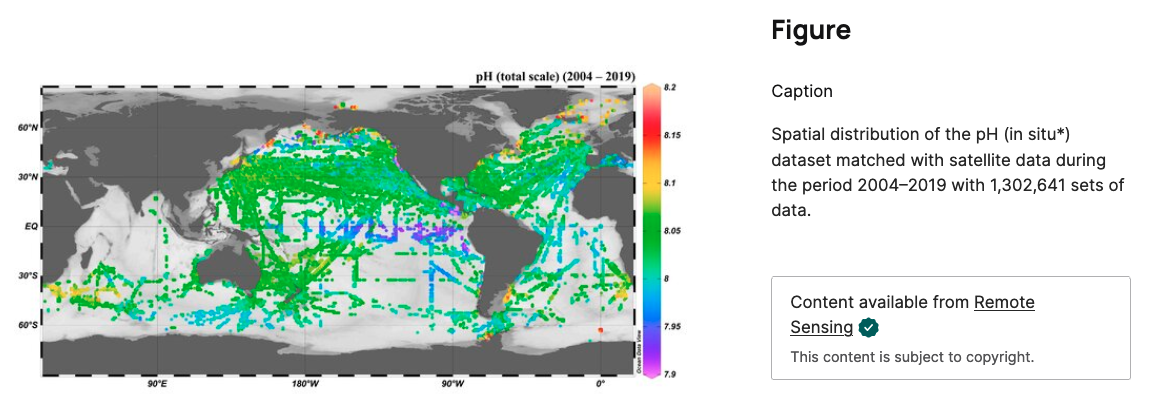 Figure
pH (total scale) (2004 – 2019)
8.2
8.15
8.1
8.05
8
7.95
7.9
60°N
30°N
EQ
30°S
60°S
90°E
180°W
90°W
0°
Ocean Data View
Caption
Spatial distribution of the pH (in situ*)
dataset matched with satellite data during
the period 2004–2019 with 1,302,641 sets of
data.
Content available from Remote
Sensing
This content is subject to copyright.